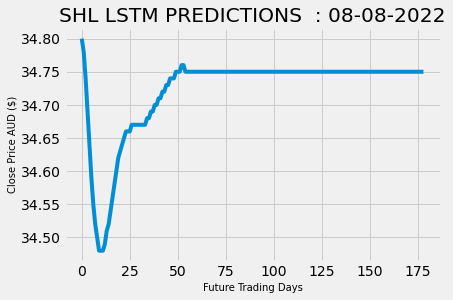 SHL LSTM PREDICTIONS : 08-08-2022
34.80
34.75
34.70
34.65
34.60
34.55
34.50
Close Price AUD ($)
0 25 50 75 100 125 150 175
Future Trading Days